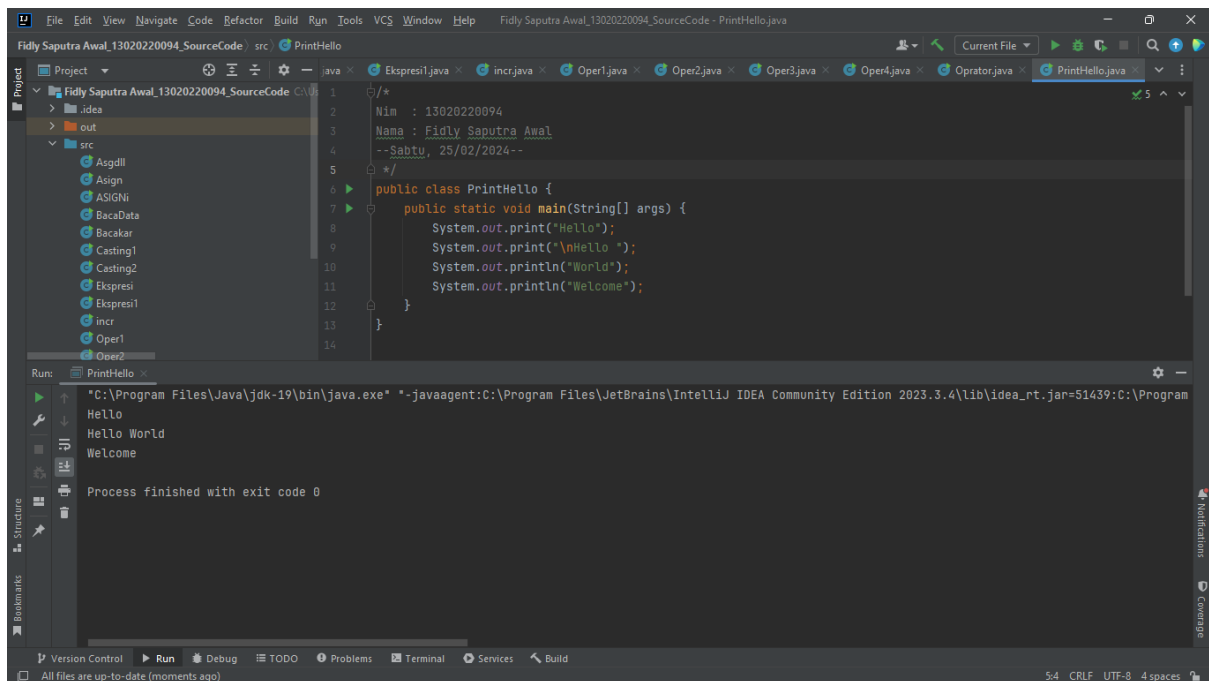 File Edit View Navigate Code Refactor Build Run Tools VCS Window Help Fidly Saputra Awal_13020220094_SourceCode - PrintHello.java
Fidly Saputra Awal_13020220094_SourceCode src PrintHello Current File
Project java Ekspresi1.java incr.java Oper1.java Oper2.java Oper3.java Oper4.java Oprator.java PrintHello.java
Project
Fidly Saputra Awal_13020220094_SourceCode
.idea
out
src
Asgdll
Asign
ASIGNi
BacaData
Bacakar
Casting1
Casting2
Ekspresi
Ekspresi1
incr
Oper1
Oper2
5
1 /*
2 Nim : 13020220094
3 Nama : Fidly Saputra Awal
4 --Sabtu, 25/02/2024--
5 */
6 public class PrintHello {
7 public static void main(String[] args) {
8 System.out.print("Hello");
9 System.out.print("\nHello ");
10 System.out.println("World");
11 System.out.println("Welcome");
12 }
13 }
14
Run: PrintHello
"C:\Program Files\Java\jdk-19\bin\java.exe" "-javaagent:C:\Program Files\JetBrains\IntelliJ IDEA Community Edition 2023.3.4\lib\idea_rt.jar=51439:C:\Program
Hello
Hello World
Welcome
Process finished with exit code 0
Structure
Bookmarks
Notifications
Coverage
Version Control Run Debug TODO Problems Terminal Services Build
All files are up-to-date (moments ago) 5:4 CRLF UTF-8 4 spaces